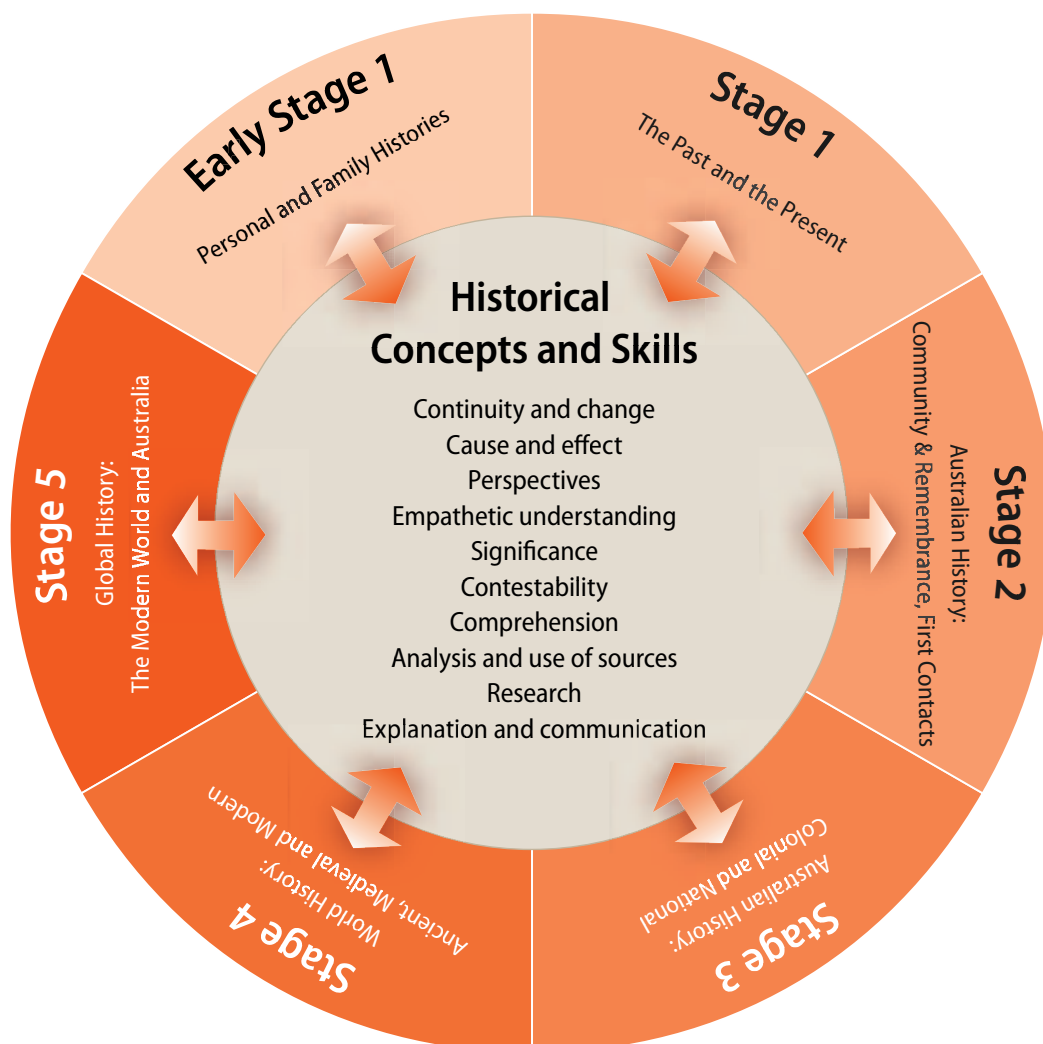 Early Stage 1
Personal and Family Histories
Stage 1
The Past and the Present
Stage 2
Australian History:
Community & Remembrance, First Contacts
Stage 3
Australian History:
Colonial and National
Stage 4
World History:
Ancient, Medieval and Modern
Stage 5
Global History:
The Modern World and Australia
Historical
Concepts and Skills
Continuity and change
Cause and effect
Perspectives
Empathetic understanding
Significance
Contestability
Comprehension
Analysis and use of sources
Research
Explanation and communication